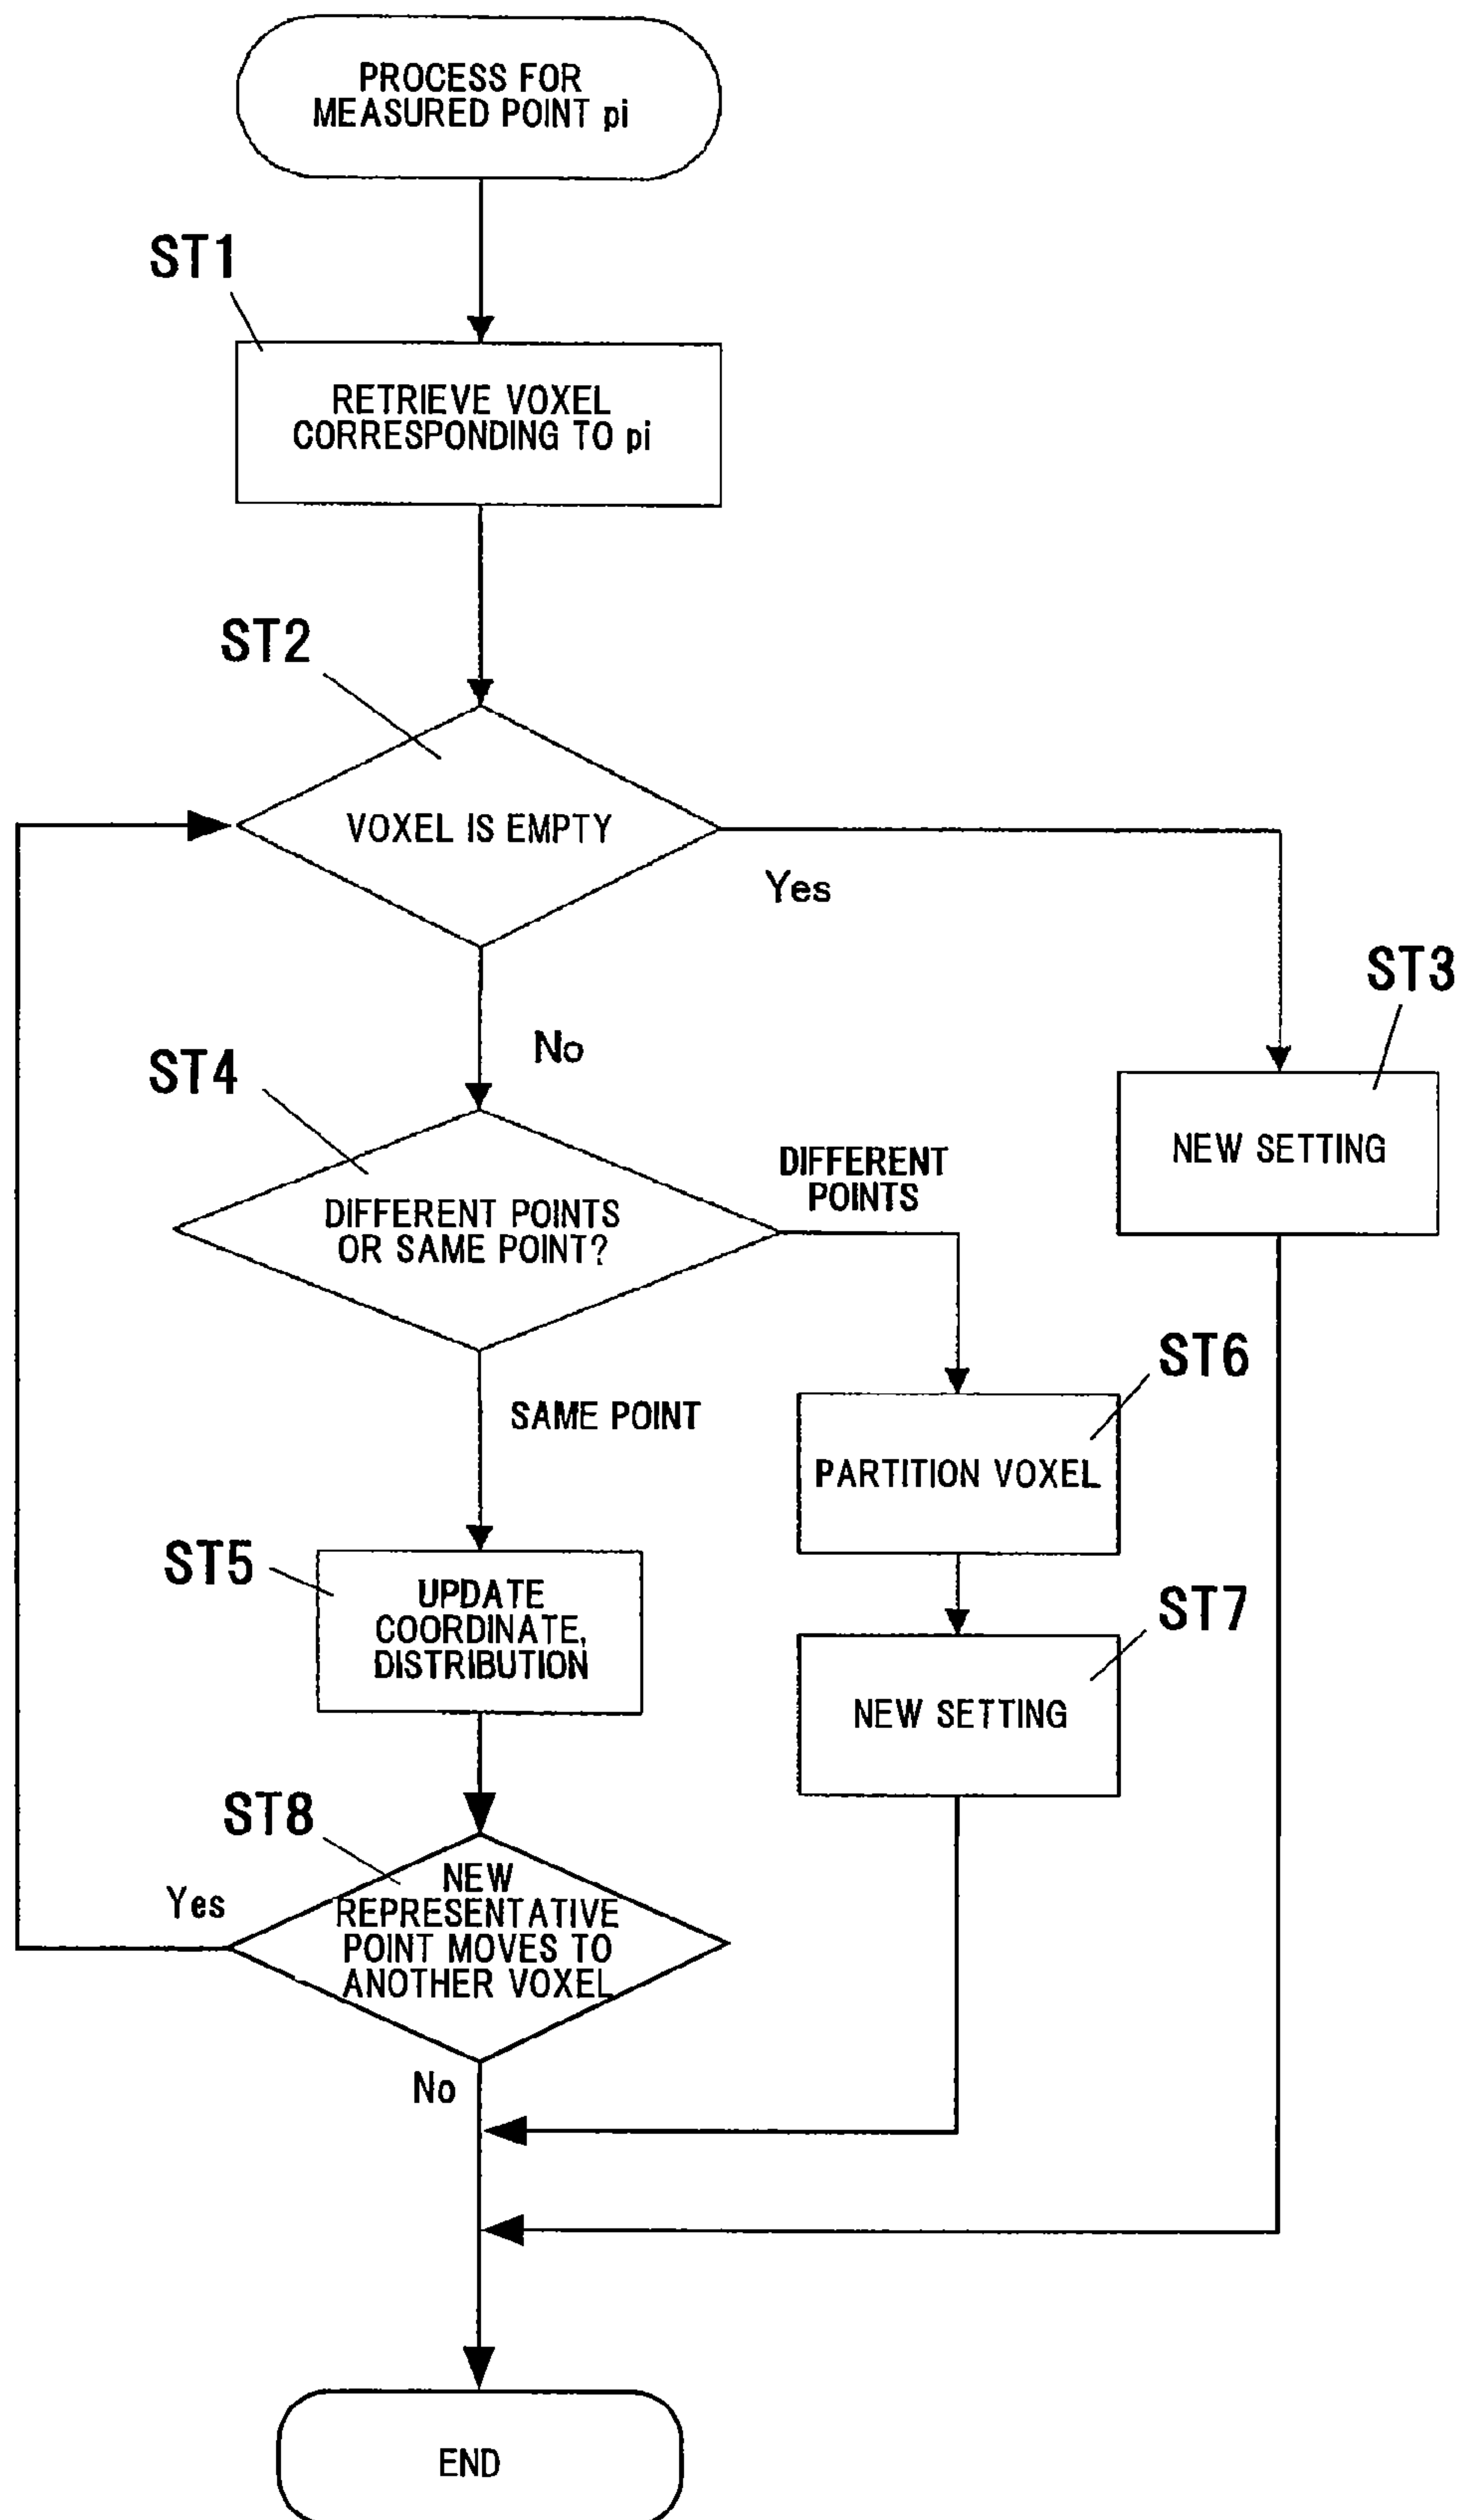 PROCESS FOR
MEASURED POINT pi
ST1
RETRIEVE VOXEL
CORRESPONDING TO pi
ST2
VOXEL IS EMPTY
Yes
No
ST3
NEW SETTING
ST4
DIFFERENT POINTS
OR SAME POINT?
DIFFERENT
POINTS
SAME POINT
ST6
PARTITION VOXEL
ST5
UPDATE
COORDINATE,
DISTRIBUTION
ST7
NEW SETTING
ST8
NEW
REPRESENTATIVE
POINT MOVES TO
ANOTHER VOXEL
Yes
No
END